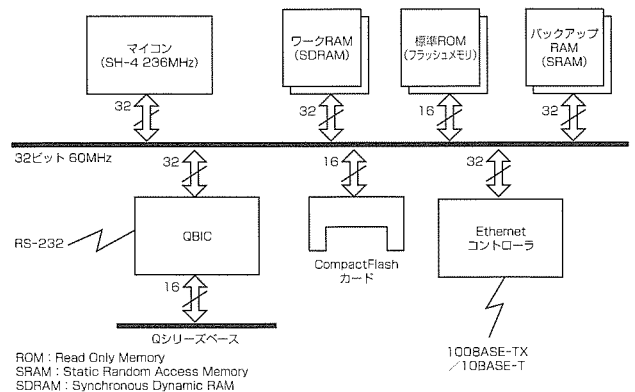 マイコン
(SH-4 236MHz)
ワークRAM
(SDRAM)
標準ROM
(フラッシュメモリ)
バックアップ
RAM
(SRAM)
32
32
16
32
32ビット 60MHz
32
16
32
RS-232
QBIC
CompactFlash
カード
Ethernet
コントローラ
16
Qシリーズベース
1008ASE-TX
/10BASE-T
ROM : Read Only Memory
SRAM : Static Random Access Memory
SDRAM : Synchronous Dynamic RAM